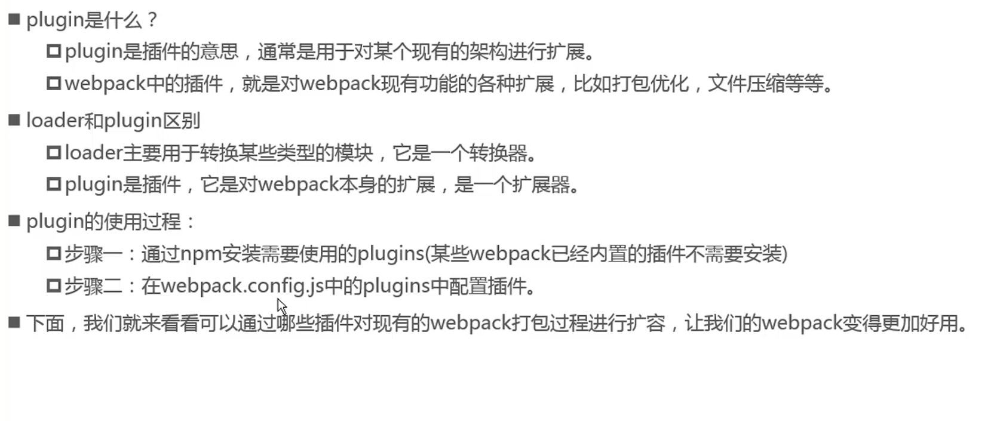 plugin是什么？
plugin是插件的意思，通常是用于对某个现有的架构进行扩展。
webpack中的插件，就是对webpack现有功能的各种扩展，比如打包优化，文件压缩等等。
loader和plugin区别
loader主要用于转换某些类型的模块，它是一个转换器。
plugin是插件，它是对webpack本身的扩展，是一个扩展器。
plugin的使用过程：
步骤一：通过npm安装需要使用的plugins(某些webpack已经内置的插件不需要安装)
步骤二：在webpack.config.js中的plugins中配置插件。
下面，我们就来看看可以通过哪些插件对现有的webpack打包过程进行扩容，让我们的webpack变得更加好用。